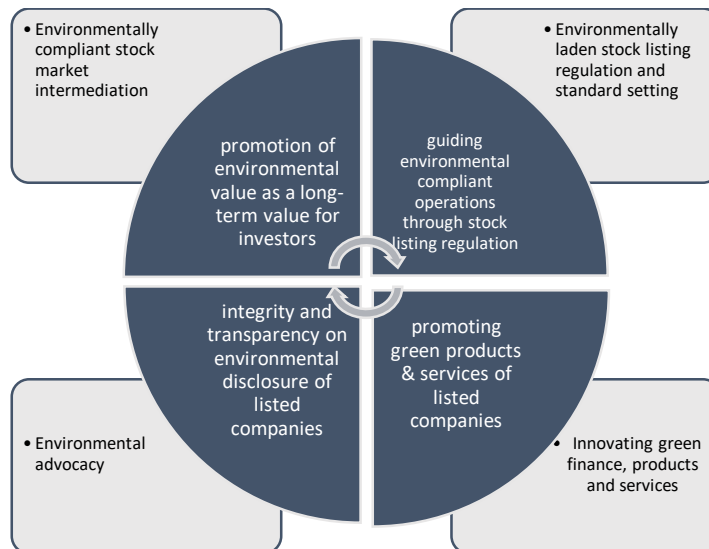 • Environmentally
compliant stock
market
intermediation
• Environmentally
laden stock listing
regulation and
standard setting
promotion of
environmental
value as a long-
term value for
investors
guiding
environmental
compliant
operations
through stock
listing regulation
integrity and
transparency on
environmental
disclosure of
listed
companies
promoting
green products
& services of
listed
companies
• Environmental
advocacy
• Innovating green
finance, products
and services